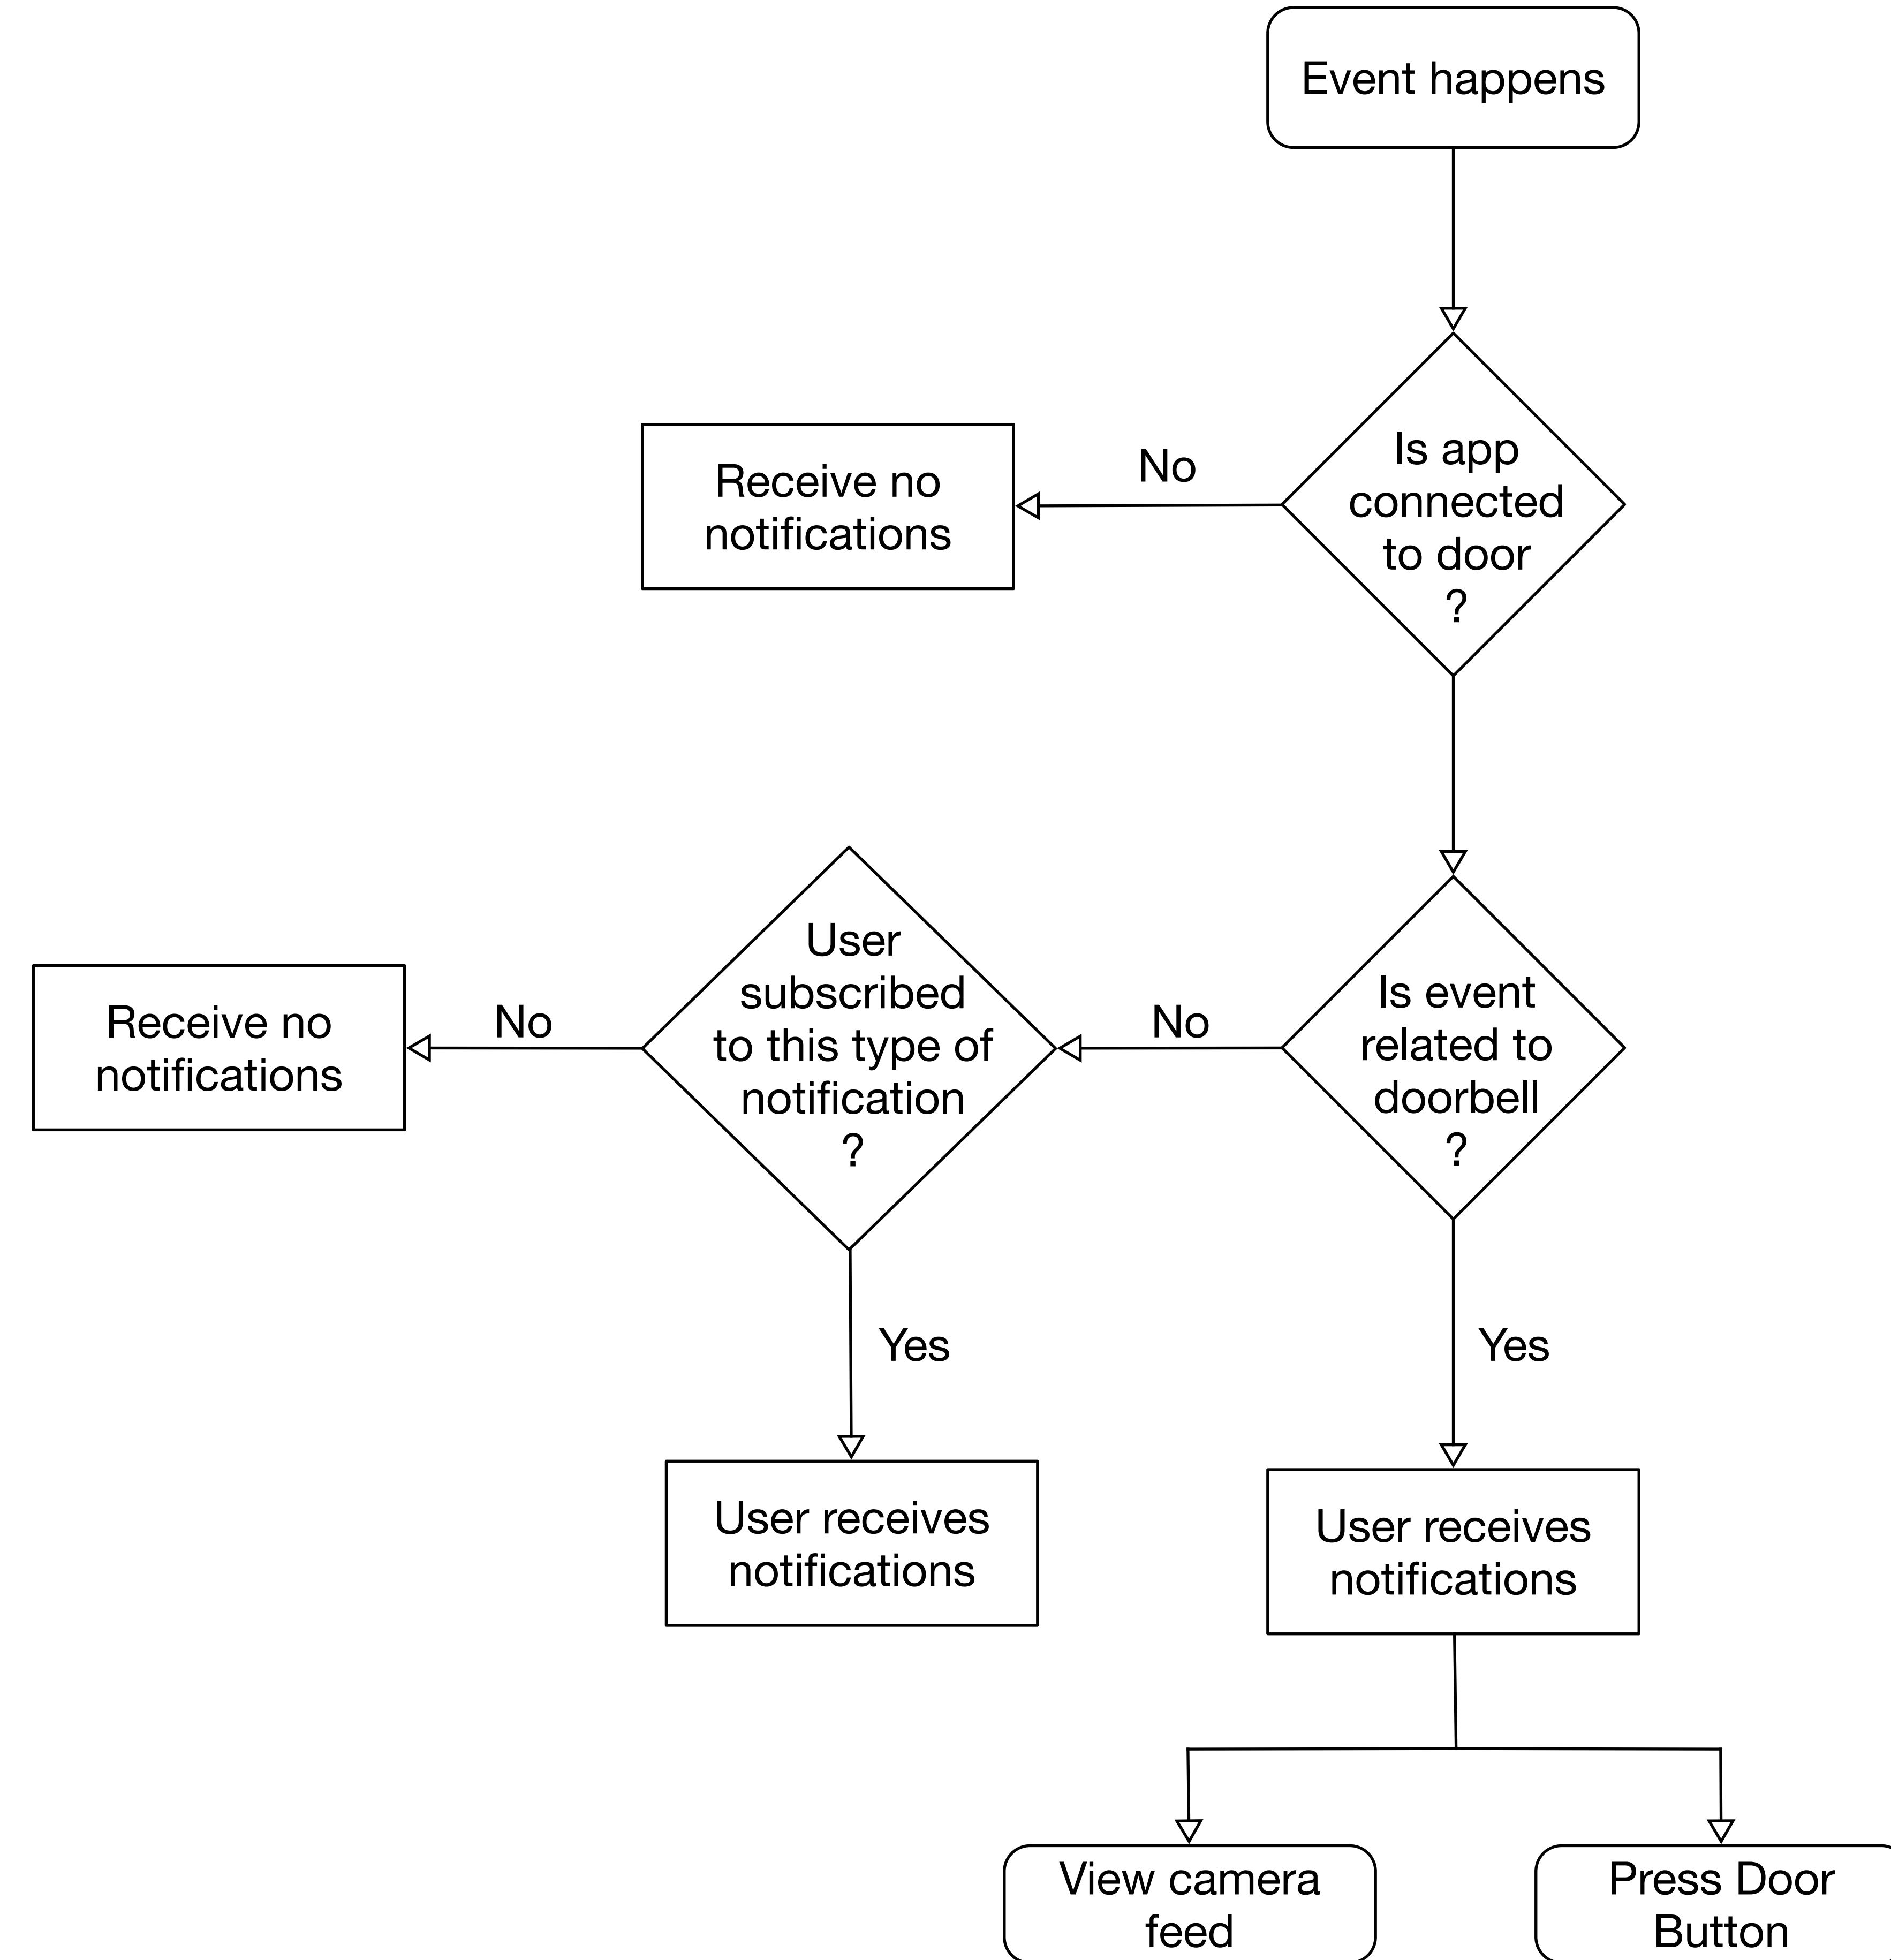 Event happens
Is app
connected
to door
?
No
Receive no
notifications
Is event
related to
doorbell
?
No
User
subscribed
to this type of
notification
?
No
Receive no
notifications
Yes
User receives
notifications
Yes
User receives
notifications
View camera
feed
Press Door
Button